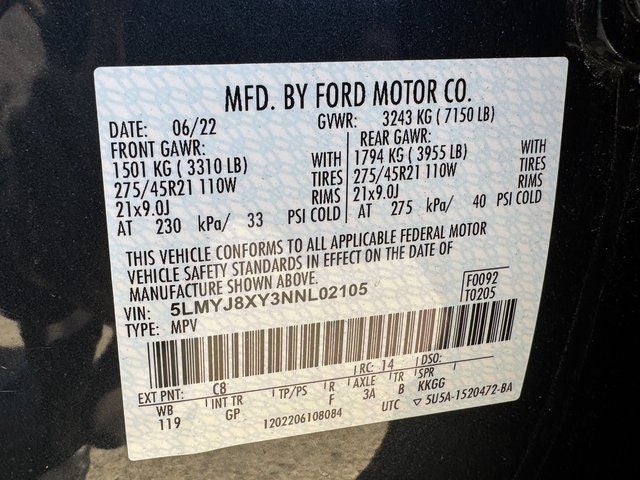 MFD. BY FORD MOTOR CO.
DATE: 06/22 GVWR: 3243 KG ( 7150 LB)
FRONT GAWR: REAR GAWR:
1501 KG ( 3310 LB) WITH 1794 KG ( 3955 LB) WITH
275/45R21 110W TIRES 275/45R21 110W TIRES
21x9.0J RIMS 21x9.0J RIMS
AT 230 kPa/ 33 PSI COLD AT 275 kPa/ 40 PSI COLD
THIS VEHICLE CONFORMS TO ALL APPLICABLE FEDERAL MOTOR
VEHICLE SAFETY STANDARDS IN EFFECT ON THE DATE OF
MANUFACTURE SHOWN ABOVE.
VIN: 5LMYJ8XY3NNL02105 F0092
TYPE: MPV T0205
EXT PNT: C8 RC: 14 DSO:
WB INT TR TP/PS R AXLE TR SPR
119 GP F 3A B KKGG
1202206108084 UTC ▽ 5U5A-1520472-BA